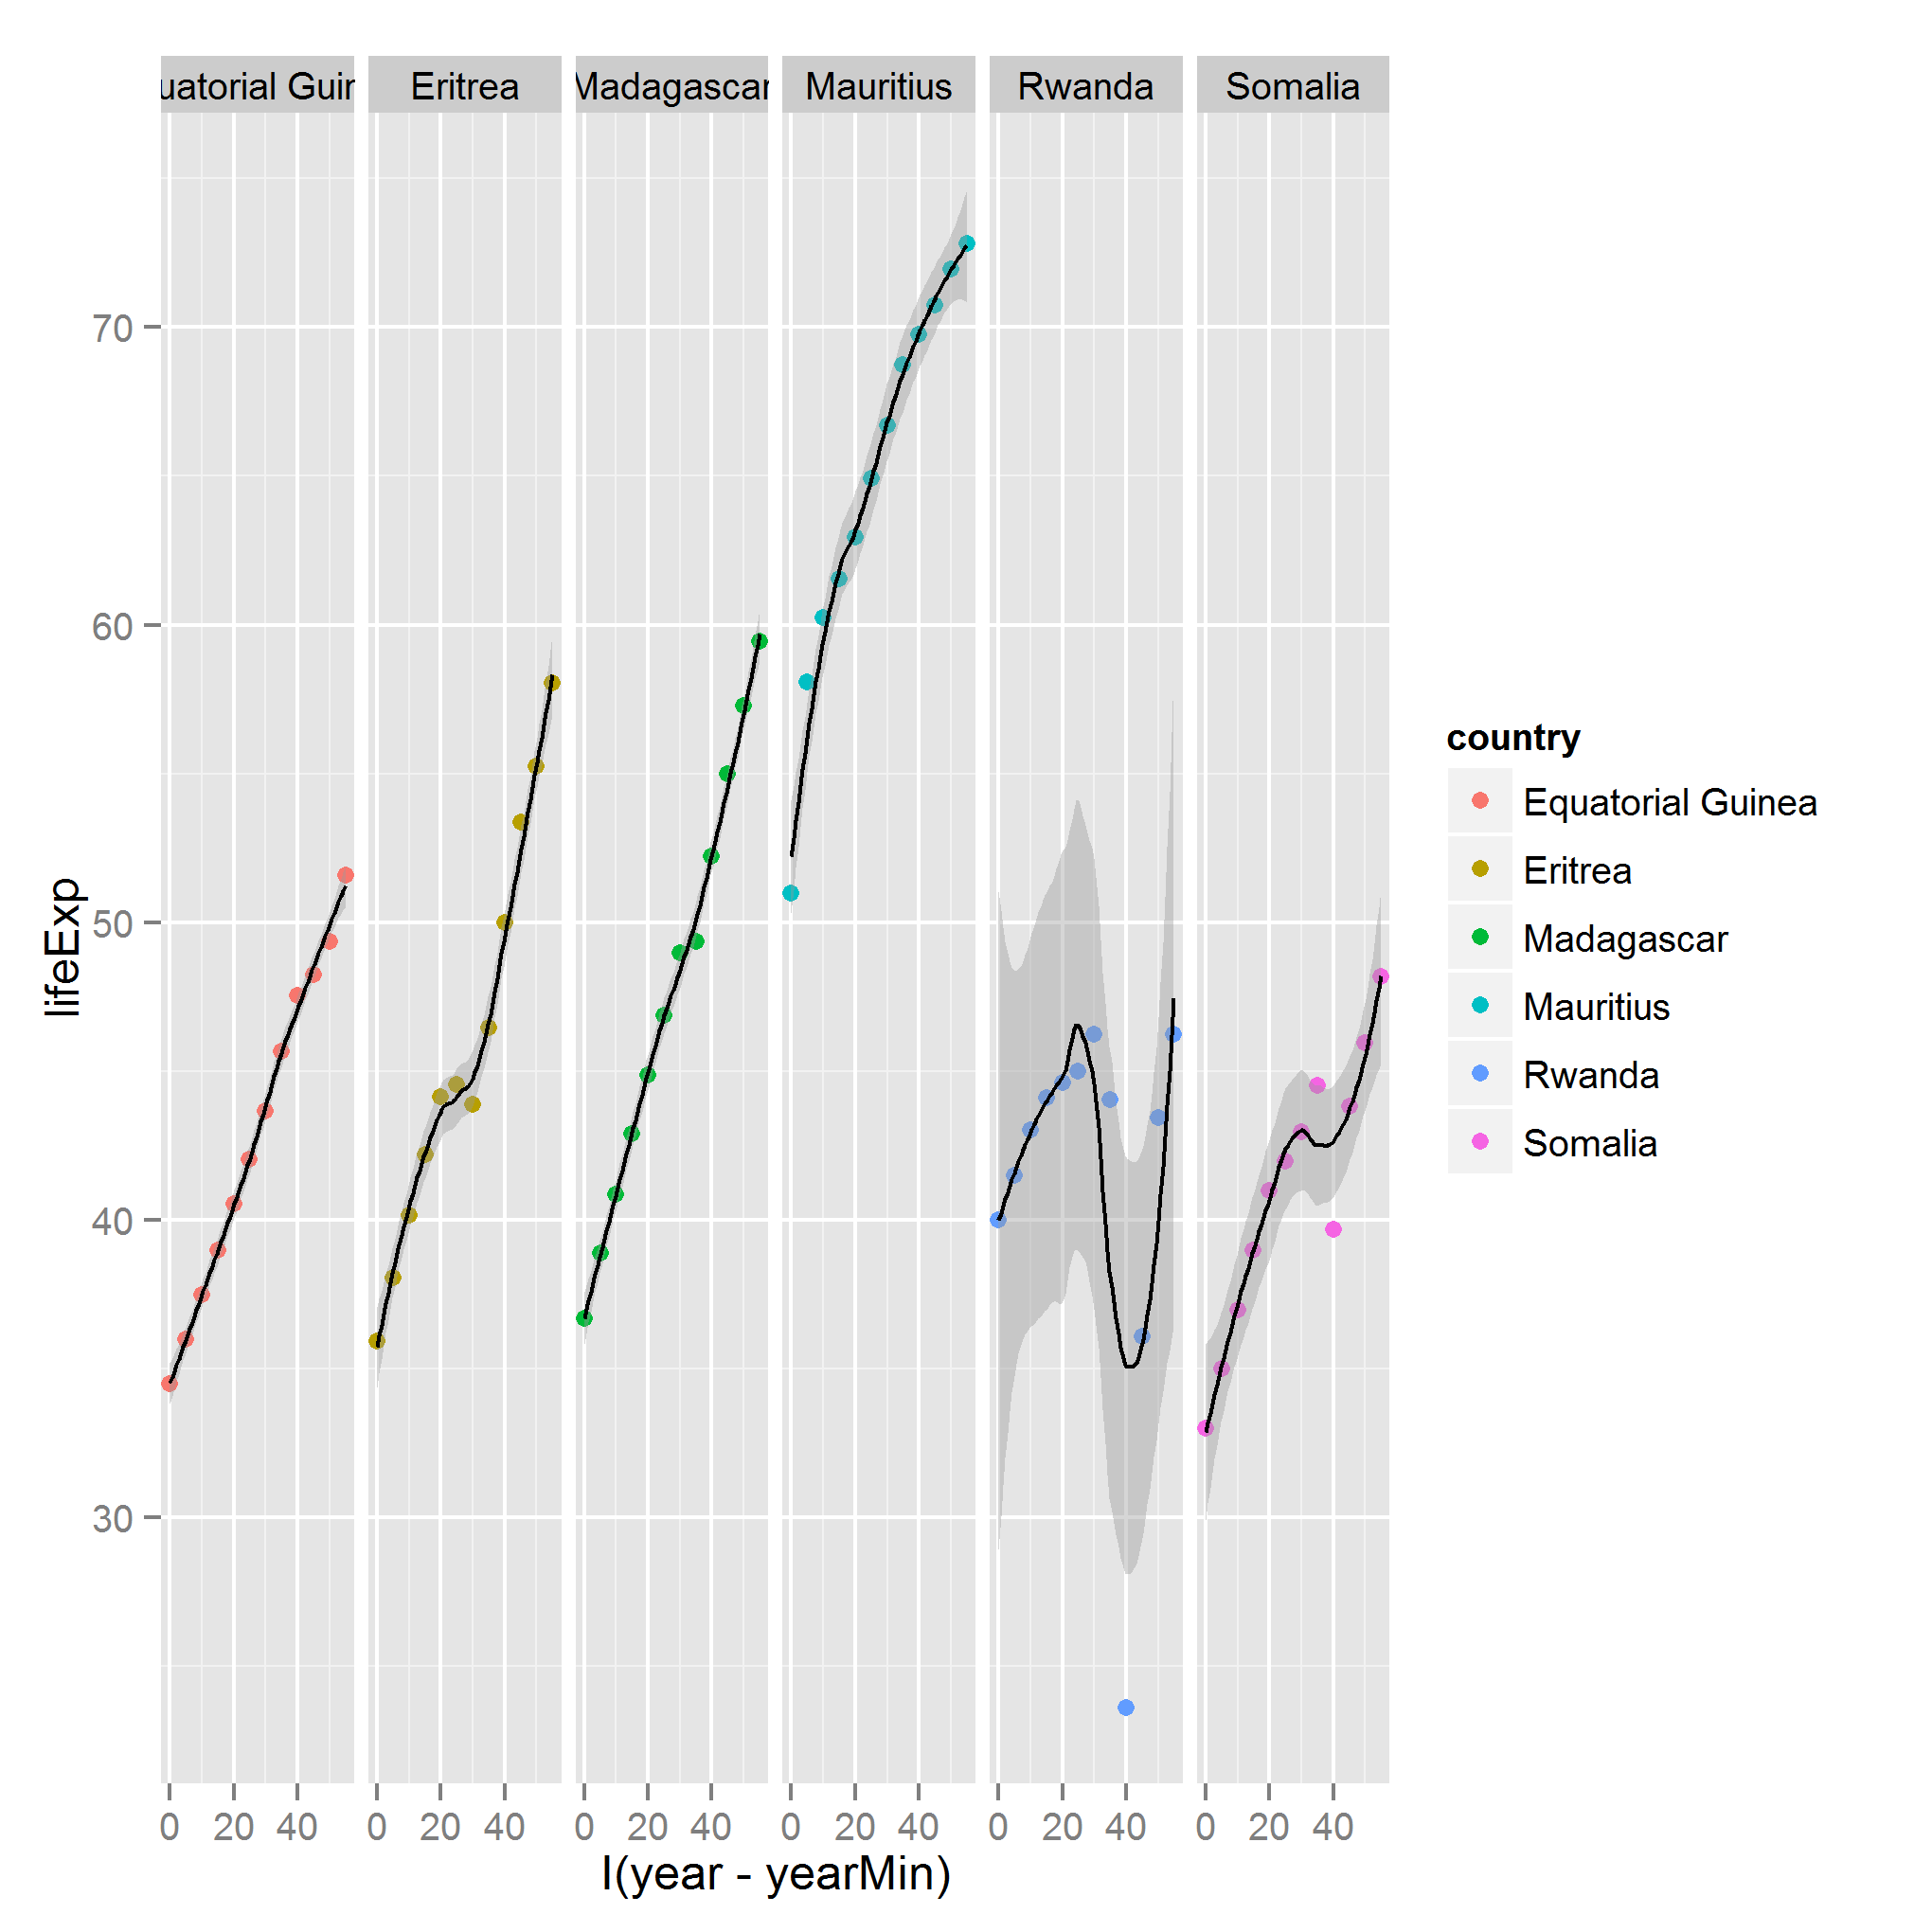 uatorial Guin Eritrea Madagascar Mauritius Rwanda Somalia
70
60
50
40
30
lifeExp
0 20 40 0 20 40 0 20 40 0 20 40 0 20 40 0 20 40
I(year - yearMin)
country
Equatorial Guinea
Eritrea
Madagascar
Mauritius
Rwanda
Somalia